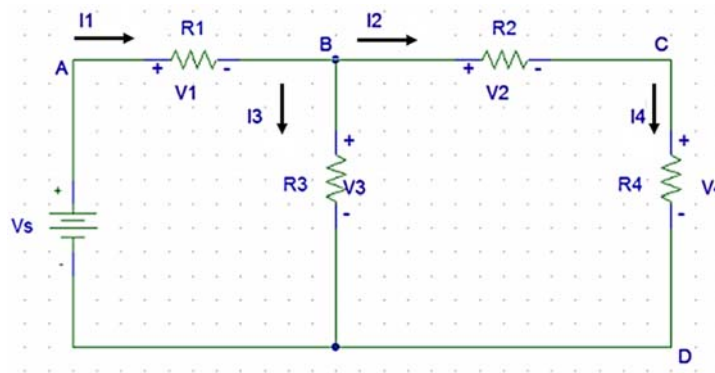 I1 R1 B I2 R2 C
A + - + -
V1 V2
I3 I4
+ +
R3 V3 R4
+ - -
Vs
-
D